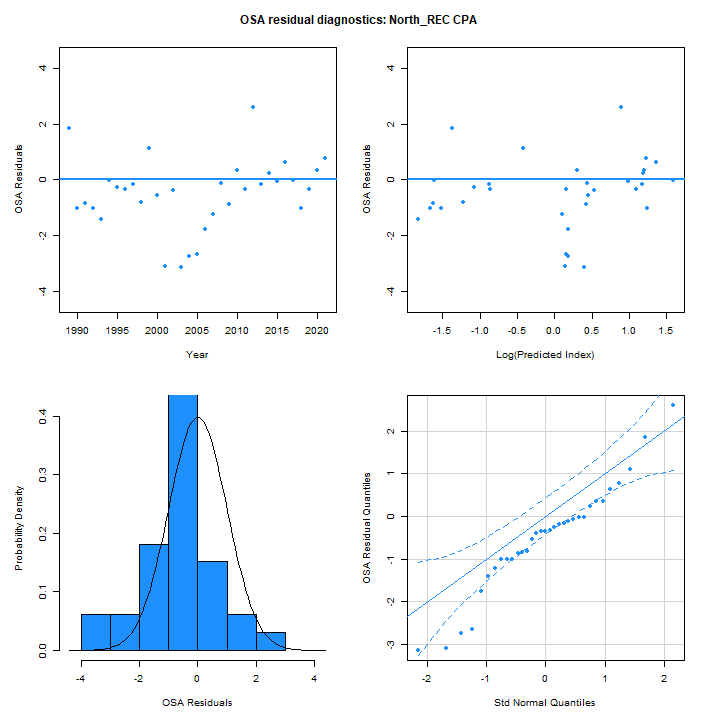 OSA residual diagnostics: North_REC CPA
OSA Residuals
4
2
0
-2
-4
1990 1995 2000 2005 2010 2015 2020
Year
OSA Residuals
4
2
0
-2
-4
-1.5 -1.0 -0.5 0.0 0.5 1.0 1.5
Log(Predicted Index)
Probability Density
0.4
0.3
0.2
0.1
0.0
-4 -2 0 2 4
OSA Residuals
OSA Residual Quantiles
2
1
0
-1
-2
-3
-2 -1 0 1 2
Std Normal Quantiles